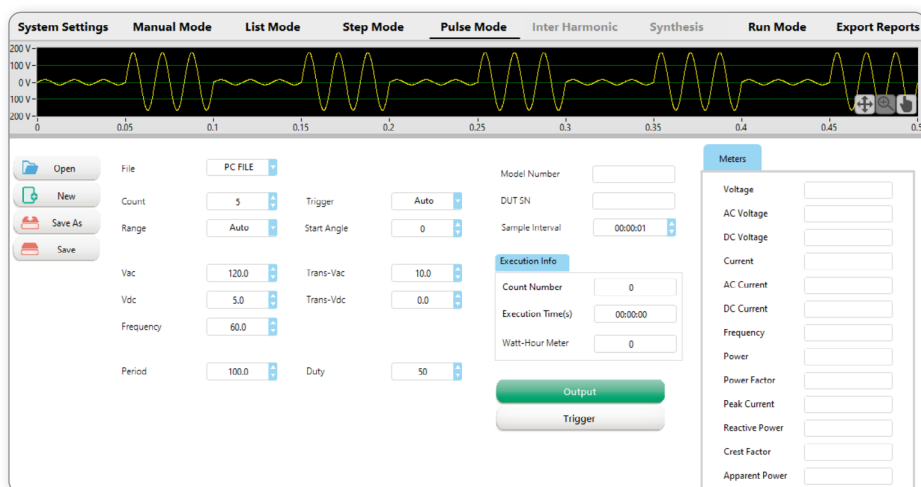 System Settings Manual Mode List Mode Step Mode Pulse Mode Inter Harmonic Synthesis Run Mode Export Reports
200 V
100 V
0 V
100 V
200 V
0 0.05 0.1 0.15 0.2 0.25 0.3 0.35 0.4 0.45 0.5
Open
New
Save As
Save
File PC FILE
Count 5 Trigger Auto
Range Auto Start Angle 0
Vac 120.0 Trans-Vac 10.0
Vdc 5.0 Trans-Vdc 0.0
Frequency 60.0
Period 100.0 Duty 50
Model Number
DUT SN
Sample Interval 00:00:01
Execution Info
Count Number 0
Execution Time(s) 00:00:00
Watt-Hour Meter 0
Output
Trigger
Meters
Voltage
AC Voltage
DC Voltage
Current
AC Current
DC Current
Frequency
Power
Power Factor
Peak Current
Reactive Power
Crest Factor
Apparent Power